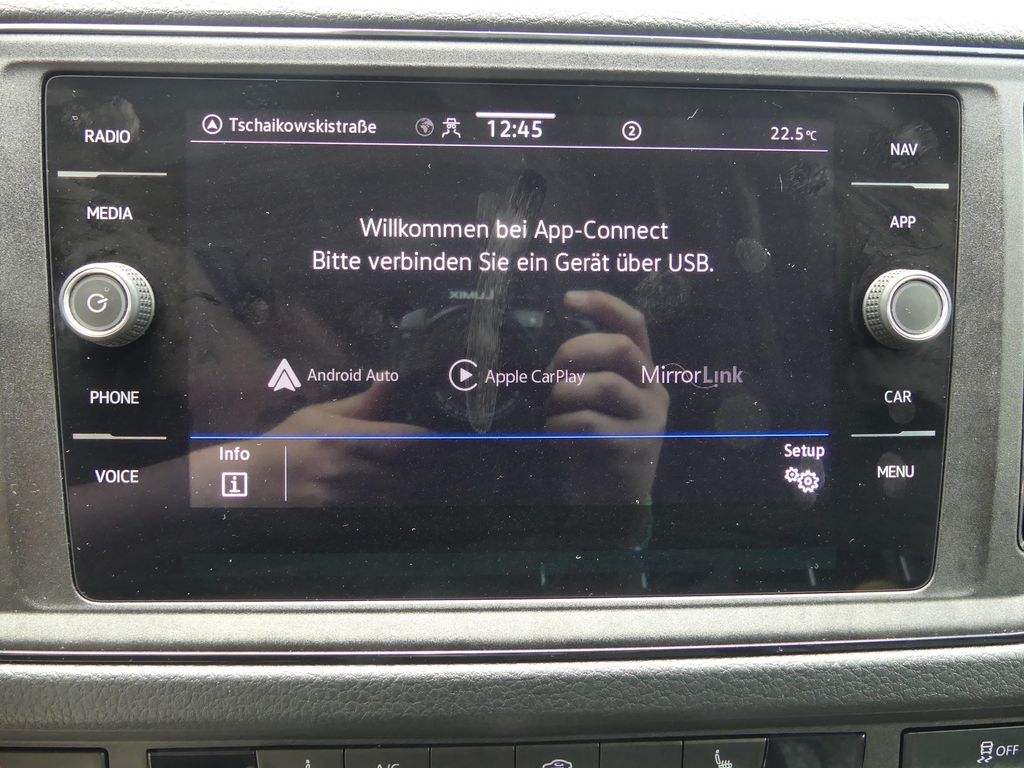 RADIO
MEDIA
PHONE
VOICE
Tschaikowskistraße
12:45
2
22.5°C
Willkommen bei App-Connect
Bitte verbinden Sie ein Gerät über USB.
LUMIX
Android Auto
Apple CarPlay
MirrorLink
Info
i
Setup
NAV
APP
CAR
MENU
A/C
OFF